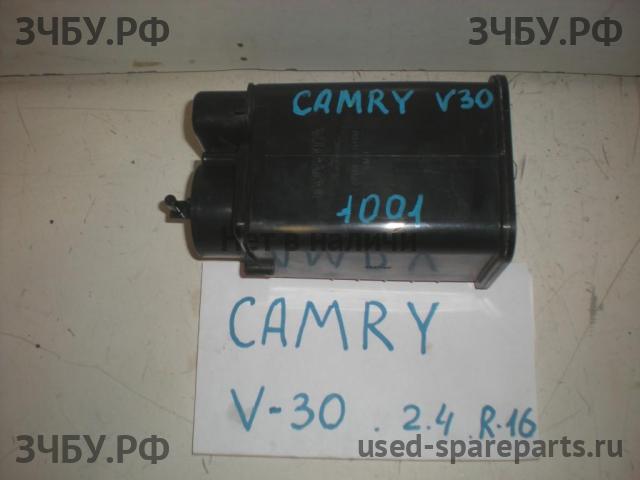 ЗЧБУ.РФ ЗЧБУ.РФ
CAMRY V30
1001
Нет в наличии
CAMRY
V-30 . 2.4 R.16
ЗЧБУ.РФ used-spareparts.ru